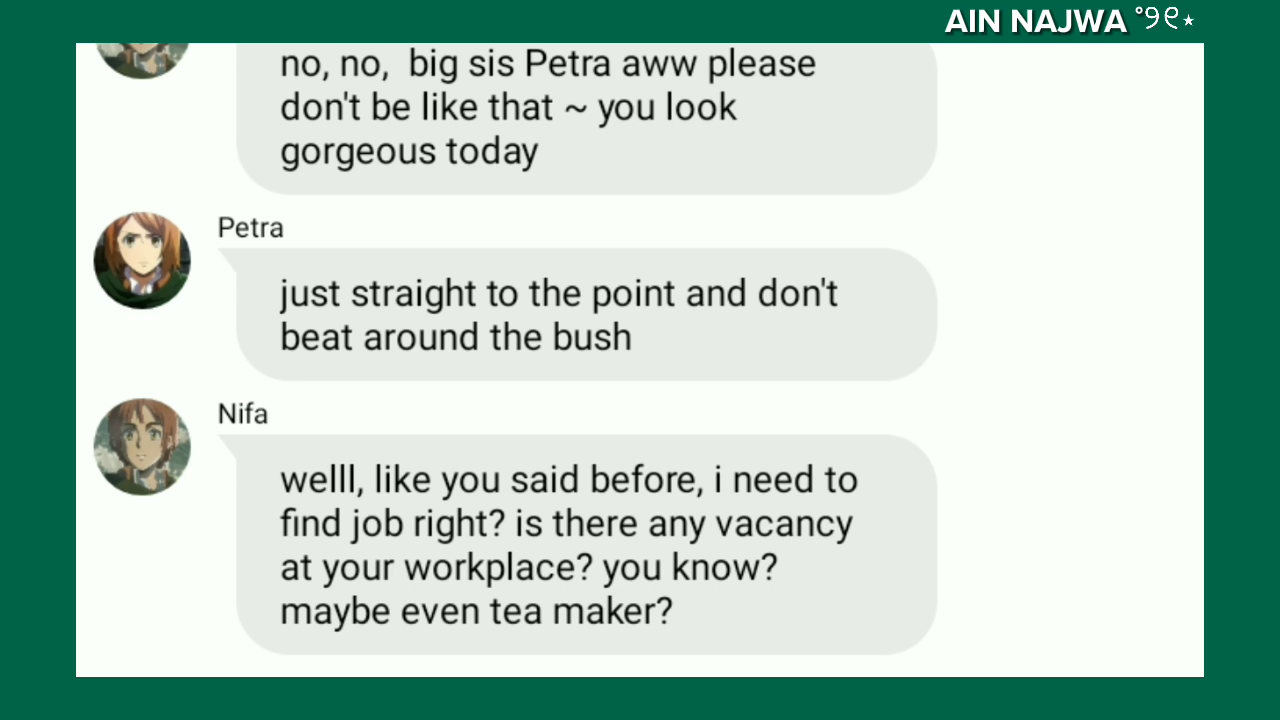 AIN NAJWA °୨୧⋆
no, no,  big sis Petra aww please
don't be like that ~ you look
gorgeous today
Petra
just straight to the point and don't
beat around the bush
Nifa
welll, like you said before, i need to
find job right? is there any vacancy
at your workplace? you know?
maybe even tea maker?